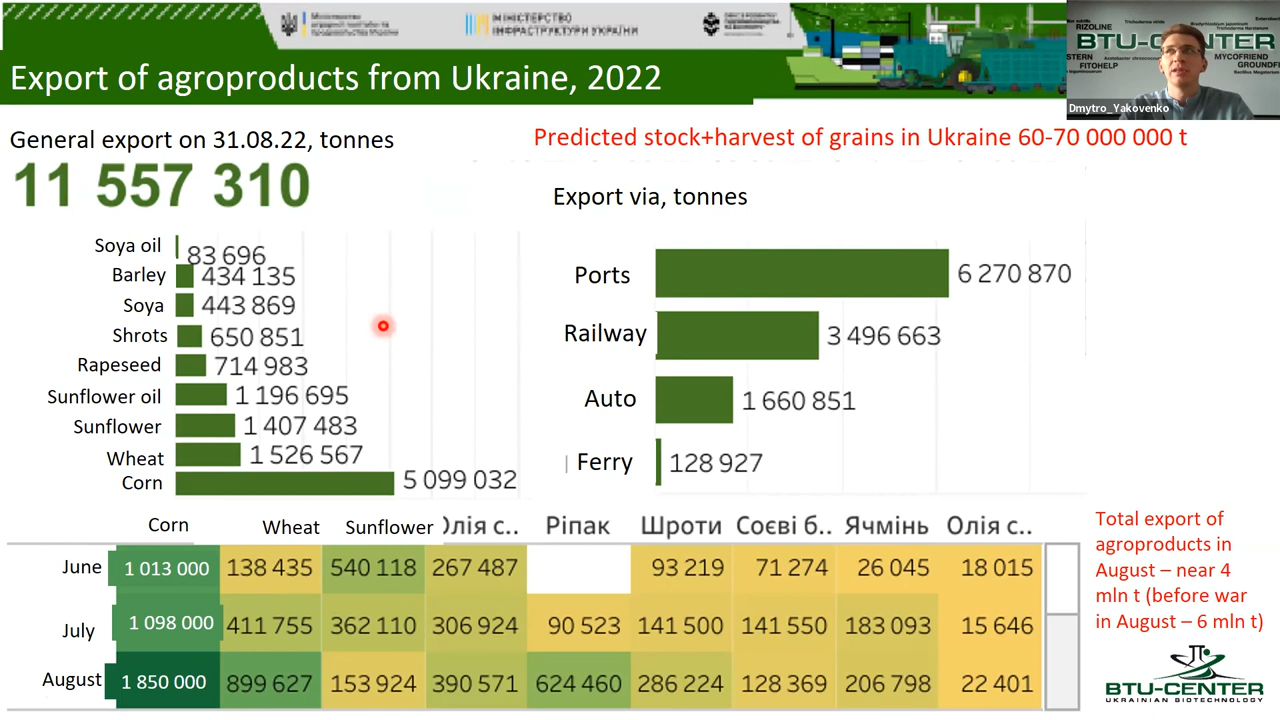 МІНІСТЕРСТВО
ІНФРАСТРУКТУРИ УКРАЇНИ
Export of agroproducts from Ukraine, 2022
RIZOLINE
BTU-CENTER
STERN
MYCOFRIEND
FITOHELP
GROUNDF
Dmytro_Yakovenko
General export on 31.08.22, tonnes
11 557 310
Predicted stock+harvest of grains in Ukraine 60-70 000 000 t
Export via, tonnes
Soya oil 83 696
Barley 434 135
Soya 443 869
Shrots 650 851
Rapeseed 714 983
Sunflower oil 1 196 695
Sunflower 1 407 483
Wheat 1 526 567
Corn 5 099 032
Ports 6 270 870
Railway 3 496 663
Auto 1 660 851
Ferry 128 927
Corn Wheat Sunflower Олія с.. Ріпак Шроти Соєві б.. Ячмінь Олія с..
June 1 013 000 138 435 540 118 267 487 93 219 71 274 26 045 18 015
July 1 098 000 411 755 362 110 306 924 90 523 141 500 141 550 183 093 15 646
August 1 850 000 899 627 153 924 390 571 624 460 286 224 128 369 206 798 22 401
Total export of
agroproducts in
August – near 4
mln t (before war
in August – 6 mln t)
BTU-CENTER
UKRAINIAN BIOTECHNOLOGY